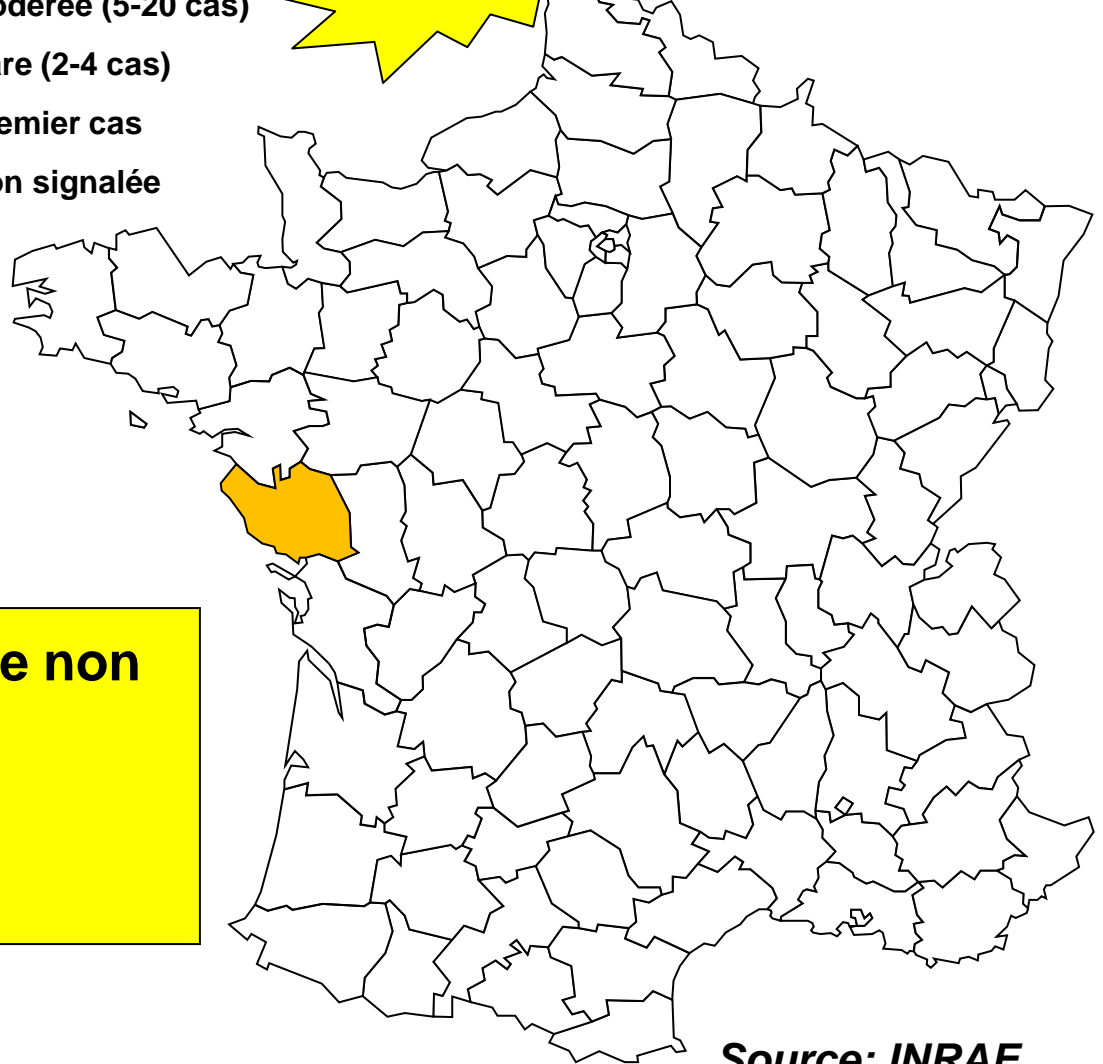 odérée (5-20 cas)
are (2-4 cas)
emier cas
on signalée
e non
Source: INRAE